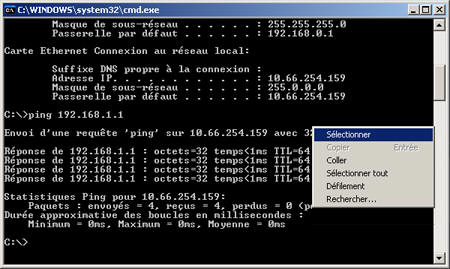 C:\WINDOWS\system32\cmd.exe
Masque de sous-réseau . . . . . . : 255.255.255.0
Passerelle par défaut . . . . . . : 192.168.0.1
Carte Ethernet Connexion au réseau local:
Suffixe DNS propre à la connexion :
Adresse IP. . . . . . . . . . . . : 10.66.254.159
Masque de sous-réseau . . . . . . : 255.0.0.0
Passerelle par défaut . . . . . . : 10.66.254.159
C:\>ping 192.168.1.1
Envoi d'une requête 'ping' sur 10.66.254.159 avec 32
Réponse de 192.168.1.1 : octets=32 temps<1ms TTL=64
Réponse de 192.168.1.1 : octets=32 temps<1ms TTL=64
Réponse de 192.168.1.1 : octets=32 temps<1ms TTL=64
Réponse de 192.168.1.1 : octets=32 temps<1ms TTL=64
Statistiques Ping pour 10.66.254.159:
Paquets : envoyés = 4, reçus = 4, perdus = 0
Durée approximative des boucles en millisecondes :
Minimum = 0ms, Maximum = 0ms, Moyenne = 0ms
C:\>
Sélectionner
Copier Entrée
Coller
Sélectionner tout
Défilement
Rechercher...